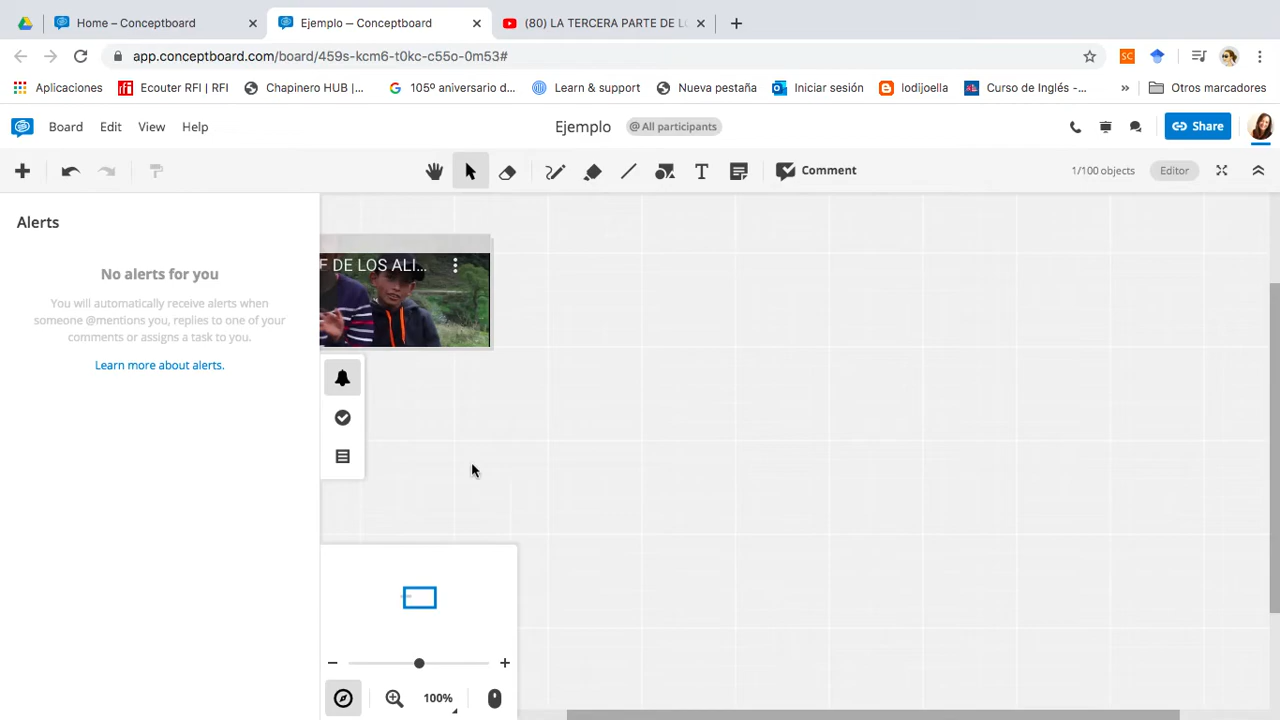 Home – Conceptboard
Ejemplo — Conceptboard
(80) LA TERCERA PARTE DE LO
app.conceptboard.com/board/459s-kcm6-t0kc-c55o-0m53#
SC
Aplicaciones
Ecouter RFI | RFI
Chapinero HUB |...
105º aniversario d...
Learn & support
Nueva pestaña
Iniciar sesión
lodijoella
Curso de Inglés -...
»
Otros marcadores
Board
Edit
View
Help
Ejemplo
@ All participants
Share
T
Comment
1/100 objects
Editor
Alerts
No alerts for you
You will automatically receive alerts when
someone @mentions you, replies to one of your
comments or assigns a task to you.
Learn more about alerts.
DE LOS ALI...
100%